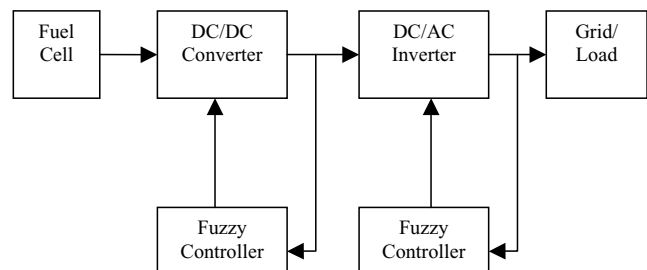 Fuel
Cell
DC/DC
Converter
DC/AC
Inverter
Grid/
Load
Fuzzy
Controller
Fuzzy
Controller